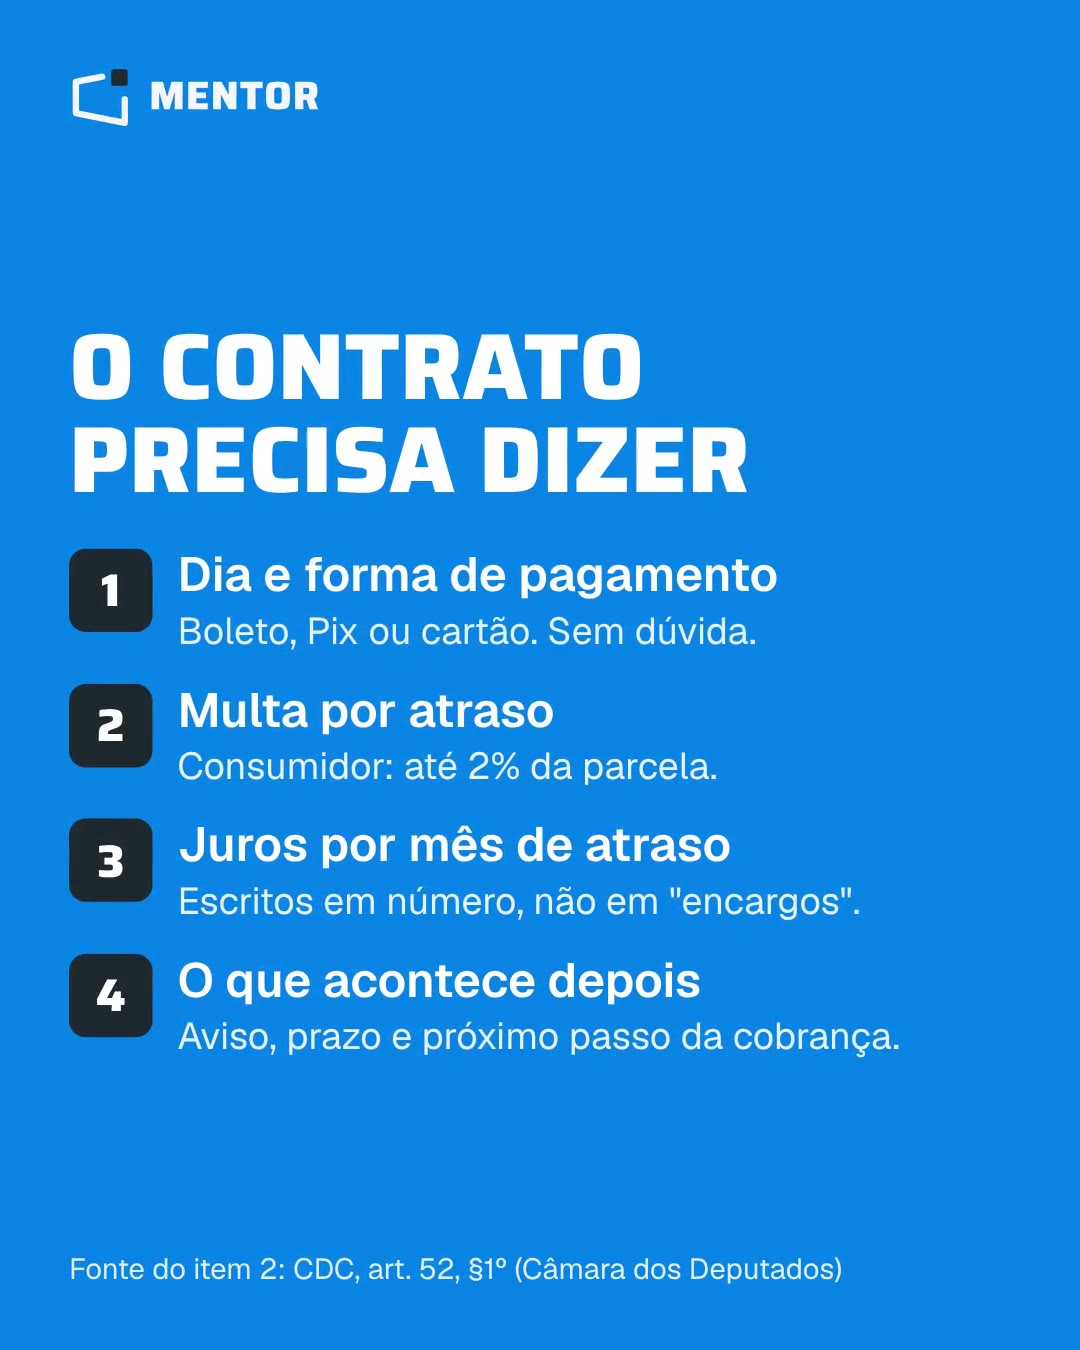 MENTOR
O CONTRATO
PRECISA DIZER
1
Dia e forma de pagamento
Boleto, Pix ou cartão. Sem dúvida.
2
Multa por atraso
Consumidor: até 2% da parcela.
3
Juros por mês de atraso
Escritos em número, não em "encargos".
4
O que acontece depois
Aviso, prazo e próximo passo da cobrança.
Fonte do item 2: CDC, art. 52, §1º (Câmara dos Deputados)